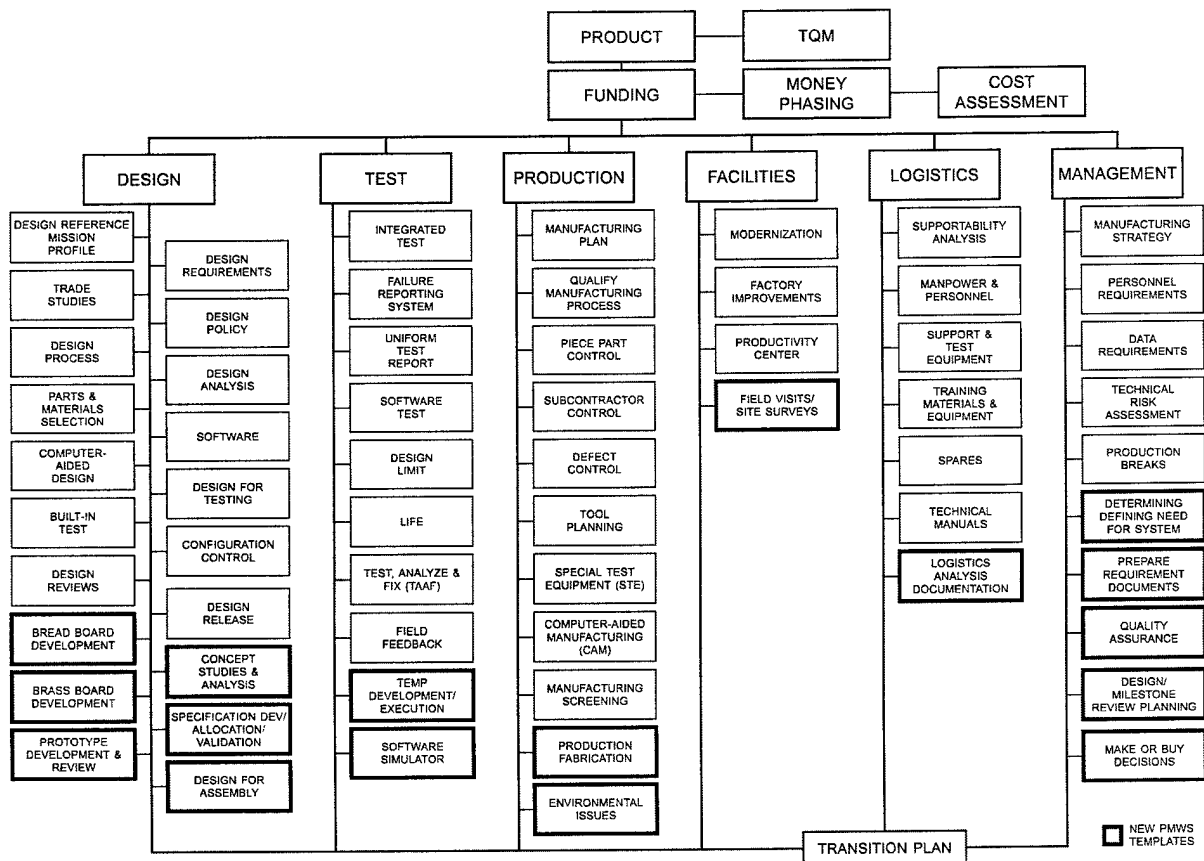 PRODUCT
TQM
FUNDING
MONEY
PHASING
COST
ASSESSMENT
DESIGN
TEST
PRODUCTION
FACILITIES
LOGISTICS
MANAGEMENT
DESIGN REFERENCE
MISSION
PROFILE
TRADE
STUDIES
DESIGN
PROCESS
PARTS &
MATERIALS
SELECTION
COMPUTER-
AIDED
DESIGN
BUILT-IN
TEST
DESIGN
REVIEWS
BREAD BOARD
DEVELOPMENT
BRASS BOARD
DEVELOPMENT
PROTOTYPE
DEVELOPMENT &
REVIEW
DESIGN
REQUIREMENTS
DESIGN
POLICY
DESIGN
ANALYSIS
SOFTWARE
DESIGN FOR
TESTING
CONFIGURATION
CONTROL
DESIGN
RELEASE
CONCEPT
STUDIES &
ANALYSIS
SPECIFICATION DEV/
ALLOCATION/
VALIDATION
DESIGN FOR
ASSEMBLY
INTEGRATED
TEST
FAILURE
REPORTING
SYSTEM
UNIFORM
TEST
REPORT
SOFTWARE
TEST
DESIGN
LIMIT
LIFE
TEST, ANALYZE &
FIX (TAAF)
FIELD
FEEDBACK
TEMP
DEVELOPMENT/
EXECUTION
SOFTWARE
SIMULATOR
MANUFACTURING
PLAN
QUALIFY
MANUFACTURING
PROCESS
PIECE PART
CONTROL
SUBCONTRACTOR
CONTROL
DEFECT
CONTROL
TOOL
PLANNING
SPECIAL TEST
EQUIPMENT (STE)
COMPUTER-AIDED
MANUFACTURING
(CAM)
MANUFACTURING
SCREENING
PRODUCTION
FABRICATION
ENVIRONMENTAL
ISSUES
MODERNIZATION
FACTORY
IMPROVEMENTS
PRODUCTIVITY
CENTER
FIELD VISITS/
SITE SURVEYS
SUPPORTABILITY
ANALYSIS
MANPOWER &
PERSONNEL
SUPPORT &
TEST
EQUIPMENT
TRAINING
MATERIALS &
EQUIPMENT
SPARES
TECHNICAL
MANUALS
LOGISTICS
ANALYSIS
DOCUMENTATION
MANUFACTURING
STRATEGY
PERSONNEL
REQUIREMENTS
DATA
REQUIREMENTS
TECHNICAL
RISK
ASSESSMENT
PRODUCTION
BREAKS
DETERMINING
DEFINING NEED
FOR SYSTEM
PREPARE
REQUIREMENT
DOCUMENTS
QUALITY
ASSURANCE
DESIGN/
MILESTONE
REVIEW PLANNING
MAKE OR BUY
DECISIONS
TRANSITION PLAN
NEW PMWS
TEMPLATES